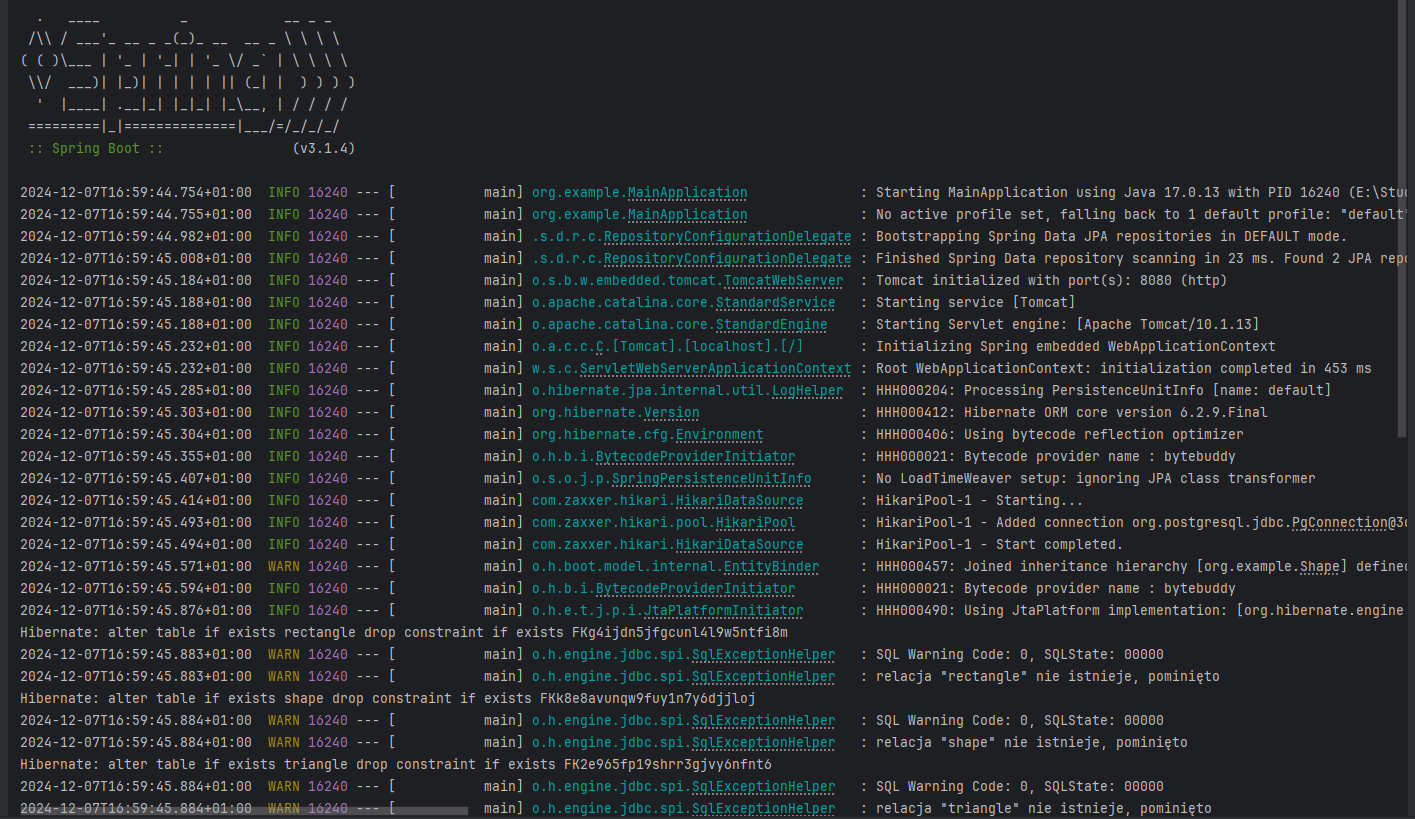 .   ____          _            __ _ _
 /\\ / ___'_ __ _ _(_)_ __  __ _ \ \ \ \
( ( )\___ | '_ | '_| | '_ \/ _` | \ \ \ \
 \\/  ___)| |_)| | | | | || (_| |  ) ) ) )
  '  |____| .__|_| |_|_| |_\__, | / / / /
 =========|_|==============|___/=/_/_/_/
 :: Spring Boot ::                (v3.1.4)
2024-12-07T16:59:44.754+01:00  INFO 16240 --- [           main] org.example.MainApplication              : Starting MainApplication using Java 17.0.13 with PID 16240 (E:\Stu
2024-12-07T16:59:44.755+01:00  INFO 16240 --- [           main] org.example.MainApplication              : No active profile set, falling back to 1 default profile: "default"
2024-12-07T16:59:44.982+01:00  INFO 16240 --- [           main] .s.d.r.c.RepositoryConfigurationDelegate : Bootstrapping Spring Data JPA repositories in DEFAULT mode.
2024-12-07T16:59:45.008+01:00  INFO 16240 --- [           main] .s.d.r.c.RepositoryConfigurationDelegate : Finished Spring Data repository scanning in 23 ms. Found 2 JPA repo
2024-12-07T16:59:45.184+01:00  INFO 16240 --- [           main] o.s.b.w.embedded.tomcat.TomcatWebServer  : Tomcat initialized with port(s): 8080 (http)
2024-12-07T16:59:45.188+01:00  INFO 16240 --- [           main] o.apache.catalina.core.StandardService   : Starting service [Tomcat]
2024-12-07T16:59:45.188+01:00  INFO 16240 --- [           main] o.apache.catalina.core.StandardEngine    : Starting Servlet engine: [Apache Tomcat/10.1.13]
2024-12-07T16:59:45.232+01:00  INFO 16240 --- [           main] o.a.c.c.C.[Tomcat].[localhost].[/]       : Initializing Spring embedded WebApplicationContext
2024-12-07T16:59:45.232+01:00  INFO 16240 --- [           main] w.s.c.ServletWebServerApplicationContext : Root WebApplicationContext: initialization completed in 453 ms
2024-12-07T16:59:45.285+01:00  INFO 16240 --- [           main] o.hibernate.jpa.internal.util.LogHelper  : HHH000204: Processing PersistenceUnitInfo [name: default]
2024-12-07T16:59:45.303+01:00  INFO 16240 --- [           main] org.hibernate.Version                    : HHH000412: Hibernate ORM core version 6.2.9.Final
2024-12-07T16:59:45.304+01:00  INFO 16240 --- [           main] org.hibernate.cfg.Environment            : HHH000406: Using bytecode reflection optimizer
2024-12-07T16:59:45.355+01:00  INFO 16240 --- [           main] o.h.b.i.BytecodeProviderInitiator        : HHH000021: Bytecode provider name : bytebuddy
2024-12-07T16:59:45.407+01:00  INFO 16240 --- [           main] o.s.o.j.p.SpringPersistenceUnitInfo      : No LoadTimeWeaver setup: ignoring JPA class transformer
2024-12-07T16:59:45.414+01:00  INFO 16240 --- [           main] com.zaxxer.hikari.HikariDataSource       : HikariPool-1 - Starting...
2024-12-07T16:59:45.493+01:00  INFO 16240 --- [           main] com.zaxxer.hikari.pool.HikariPool        : HikariPool-1 - Added connection org.postgresql.jdbc.PgConnection@3
2024-12-07T16:59:45.494+01:00  INFO 16240 --- [           main] com.zaxxer.hikari.HikariDataSource       : HikariPool-1 - Start completed.
2024-12-07T16:59:45.571+01:00  WARN 16240 --- [           main] o.h.boot.model.internal.EntityBinder     : HHH000457: Joined inheritance hierarchy [org.example.Shape] define
2024-12-07T16:59:45.594+01:00  INFO 16240 --- [           main] o.h.b.i.BytecodeProviderInitiator        : HHH000021: Bytecode provider name : bytebuddy
2024-12-07T16:59:45.876+01:00  INFO 16240 --- [           main] o.h.e.t.j.p.i.JtaPlatformInitiator       : HHH000490: Using JtaPlatform implementation: [org.hibernate.engine
Hibernate: alter table if exists rectangle drop constraint if exists FKg4ijdn5jfgcunl4l9w5ntfi8m
2024-12-07T16:59:45.883+01:00  WARN 16240 --- [           main] o.h.engine.jdbc.spi.SqlExceptionHelper   : SQL Warning Code: 0, SQLState: 00000
2024-12-07T16:59:45.883+01:00  WARN 16240 --- [           main] o.h.engine.jdbc.spi.SqlExceptionHelper   : relacja "rectangle" nie istnieje, pominięto
Hibernate: alter table if exists shape drop constraint if exists FKk8e8avunqw9fuy1n7y6djjloj
2024-12-07T16:59:45.884+01:00  WARN 16240 --- [           main] o.h.engine.jdbc.spi.SqlExceptionHelper   : SQL Warning Code: 0, SQLState: 00000
2024-12-07T16:59:45.884+01:00  WARN 16240 --- [           main] o.h.engine.jdbc.spi.SqlExceptionHelper   : relacja "shape" nie istnieje, pominięto
Hibernate: alter table if exists triangle drop constraint if exists FK2e965fp19shrr3gjvy6nfnt6
2024-12-07T16:59:45.884+01:00  WARN 16240 --- [           main] o.h.engine.jdbc.spi.SqlExceptionHelper   : SQL Warning Code: 0, SQLState: 00000
2024-12-07T16:59:45.884+01:00  WARN 16240 --- [           main] o.h.engine.jdbc.spi.SqlExceptionHelper   : relacja "triangle" nie istnieje, pominięto